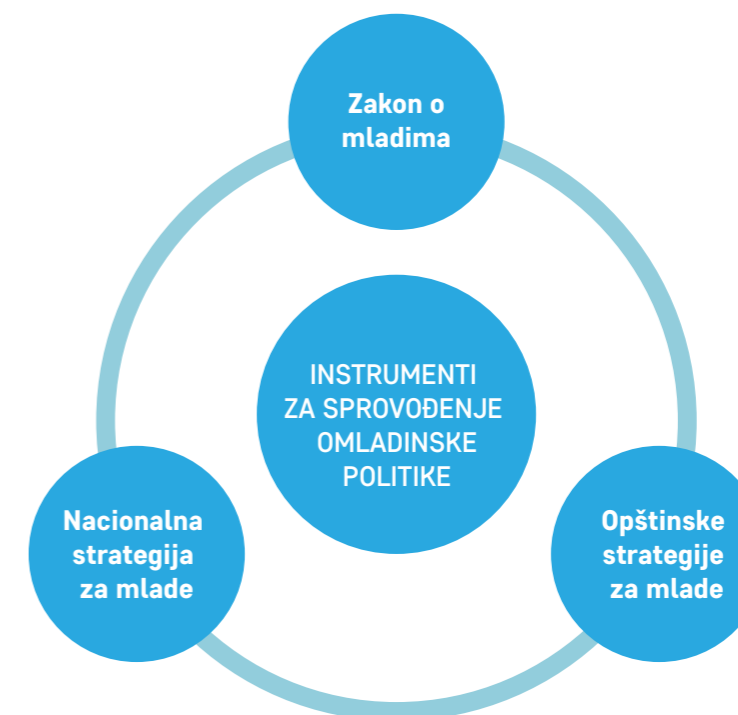 Zakon o
mladima
INSTRUMENTI
ZA SPROVOĐENJE
OMLADINSKE
POLITIKE
Nacionalna
strategija
za mlade
Opštinske
strategije
za mlade